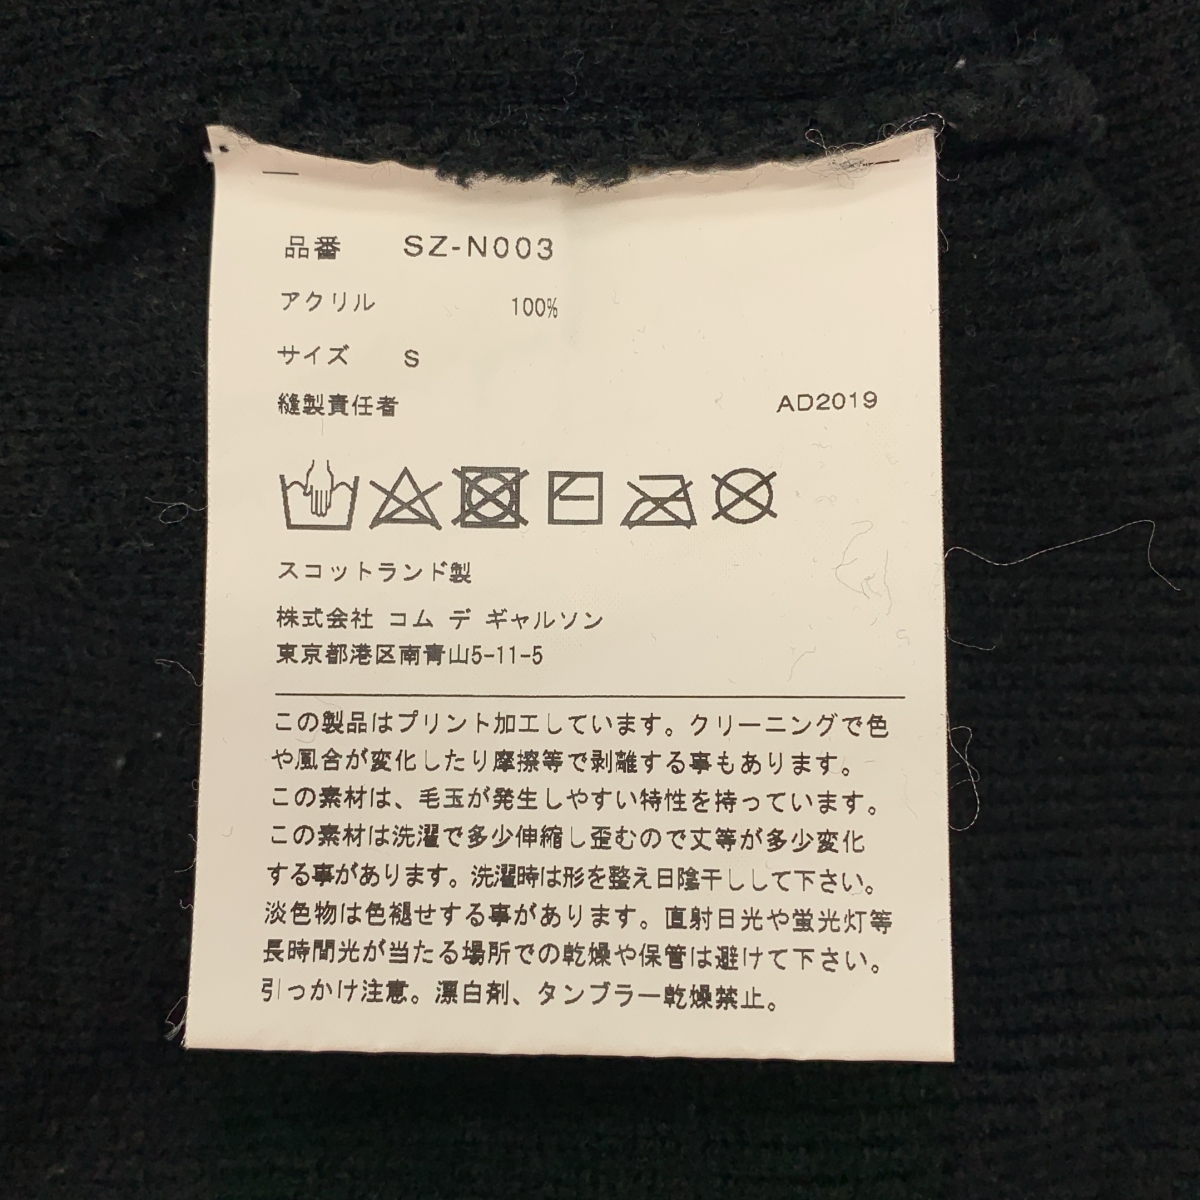 品番 SZ-N003
アクリル 100%
サイズ S
縫製責任者 AD2019
スコットランド製
株式会社 コム デ ギャルソン
東京都港区南青山5-11-5
この製品はプリント加工しています。クリーニングで色
や風合が変化したり摩擦等で剥離する事もあります。
この素材は、毛玉が発生しやすい特性を持っています。
この素材は洗濯で多少伸縮し歪むので丈等が多少変化
する事があります。洗濯時は形を整え日陰干しして下さい。
淡色物は色褪せする事があります。直射日光や蛍光灯等
長時間光が当たる場所での乾燥や保管は避けて下さい。
引っかけ注意。漂白剤、タンブラー乾燥禁止。